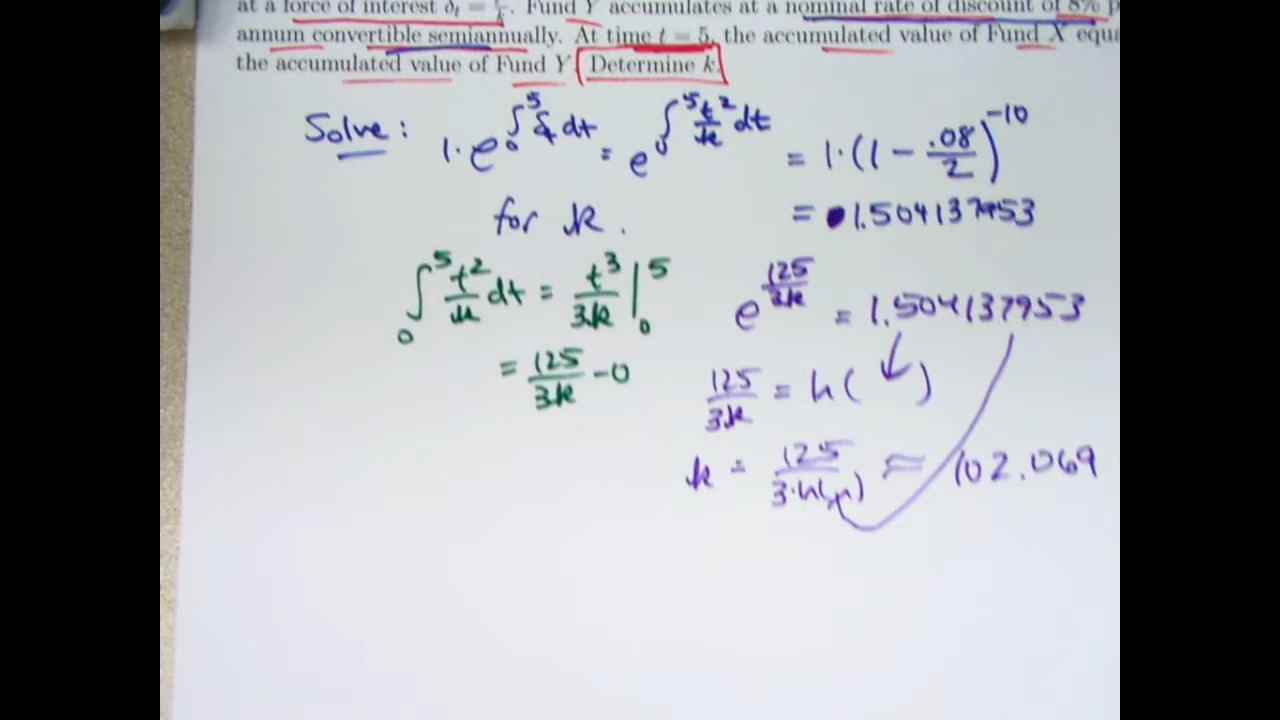 at a force of interest δₜ = t²/k. Fund Y accumulates at a nominal rate of discount of 8% p
annum convertible semiannually. At time t = 5, the accumulated value of Fund X equa
the accumulated value of Fund Y. Determine k.
Solve: 1·e^(∫₀⁵ δₜ dt) = e^(∫₀⁵ t²/k dt) = 1·(1 - .08/2)^-10
= 1.504137953
for k.
∫₀⁵ t²/k dt = t³/3k |₀⁵
= 125/3k - 0
e^(125/3k) = 1.504137953
125/3k = ln( )
k = 125/3·ln( ) ≈ 102.069